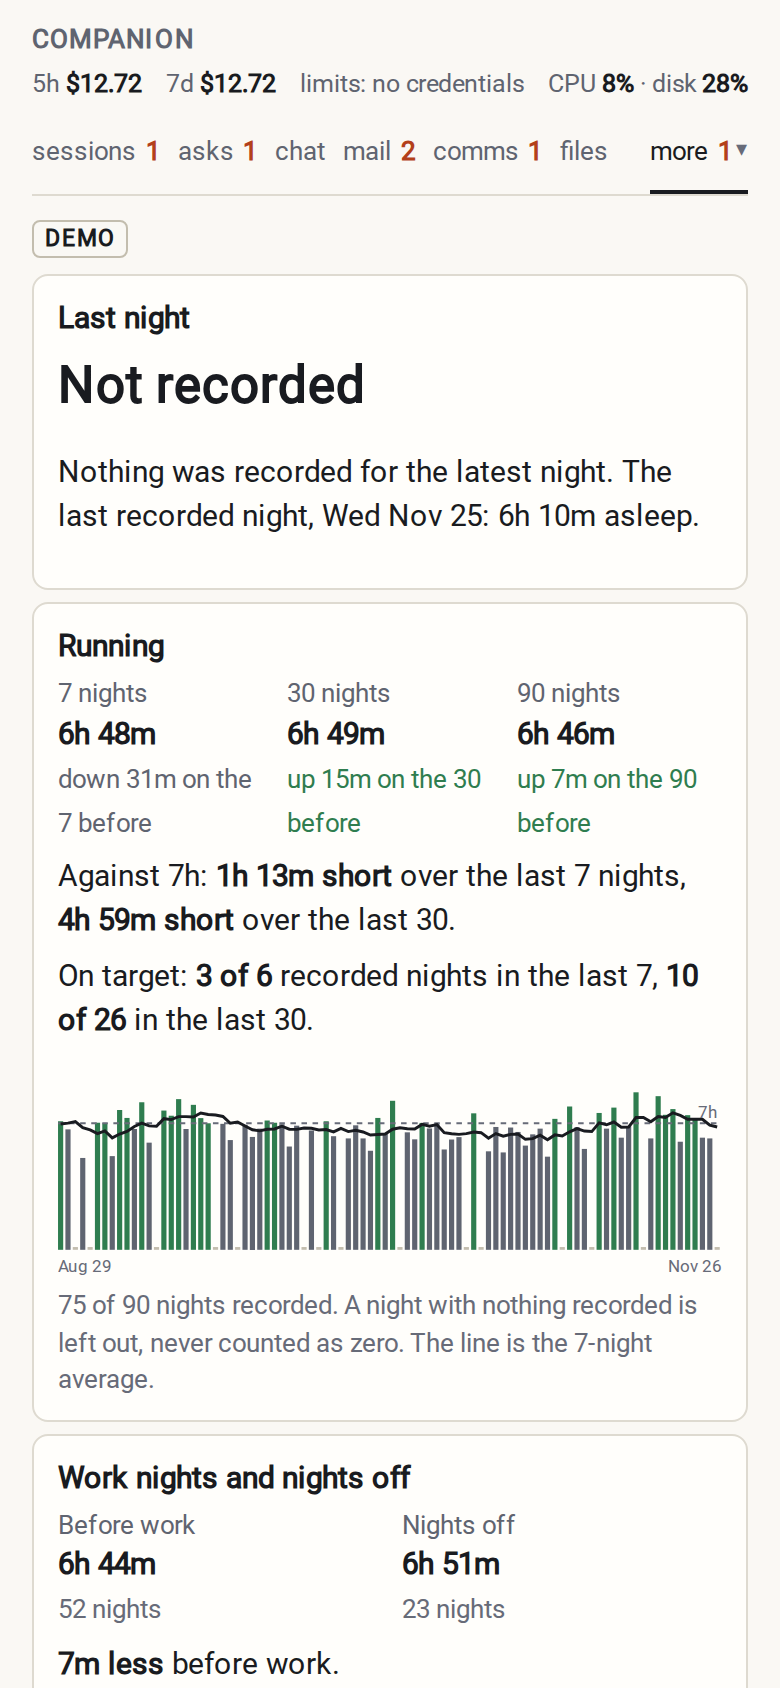 COMPANION
5h $12.72 7d $12.72 limits: no credentials CPU 8% · disk 28%
sessions 1 asks 1 chat mail 2 comms 1 files more 1▾
DEMO
Last night
Not recorded
Nothing was recorded for the latest night. The
last recorded night, Wed Nov 25: 6h 10m asleep.
Running
7 nights 30 nights 90 nights
6h 48m 6h 49m 6h 46m
down 31m on the up 15m on the 30 up 7m on the 90
7 before before before
Against 7h: 1h 13m short over the last 7 nights,
4h 59m short over the last 30.
On target: 3 of 6 recorded nights in the last 7, 10
of 26 in the last 30.
7h
Aug 29 Nov 26
75 of 90 nights recorded. A night with nothing recorded is
left out, never counted as zero. The line is the 7-night
average.
Work nights and nights off
Before work Nights off
6h 44m 6h 51m
52 nights 23 nights
7m less before work.